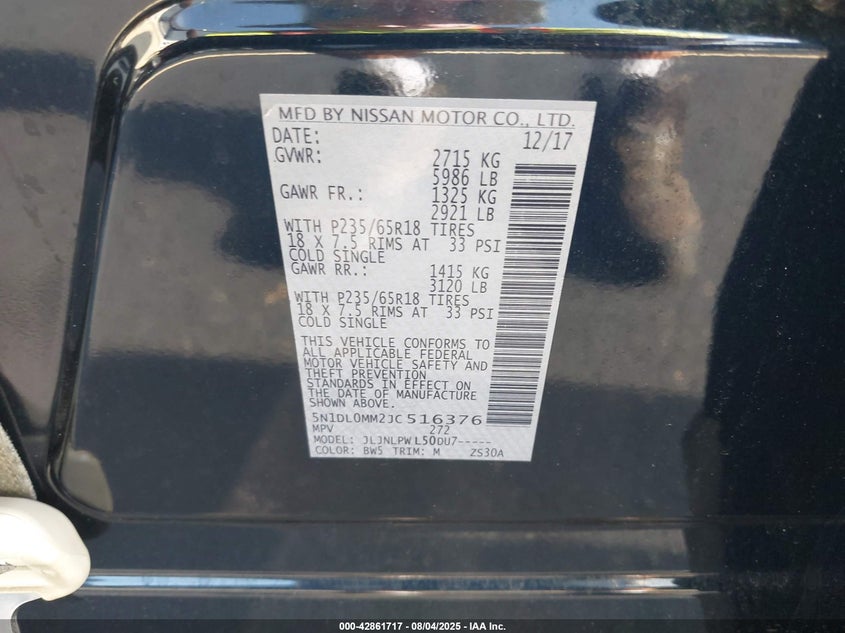 MFD BY NISSAN MOTOR CO., LTD.
DATE: 12/17
GVWR: 2715 KG
5986 LB
GAWR FR.: 1325 KG
2921 LB
WITH P235/65R18 TIRES
18 X 7.5 RIMS AT 33 PSI
COLD SINGLE
GAWR RR.: 1415 KG
3120 LB
WITH P235/65R18 TIRES
18 X 7.5 RIMS AT 33 PSI
COLD SINGLE
THIS VEHICLE CONFORMS TO
ALL APPLICABLE FEDERAL
MOTOR VEHICLE SAFETY AND
THEFT PREVENTION
STANDARDS IN EFFECT ON
THE DATE OF MANUFACTURE
SHOWN ABOVE.
5N1DL0MM2JC516376
MPV 272
MODEL: JLJNLPWL50DU7-----
COLOR: BW5 TRIM: M ZS30A
000-42861717 - 08/04/2025 - IAA Inc.